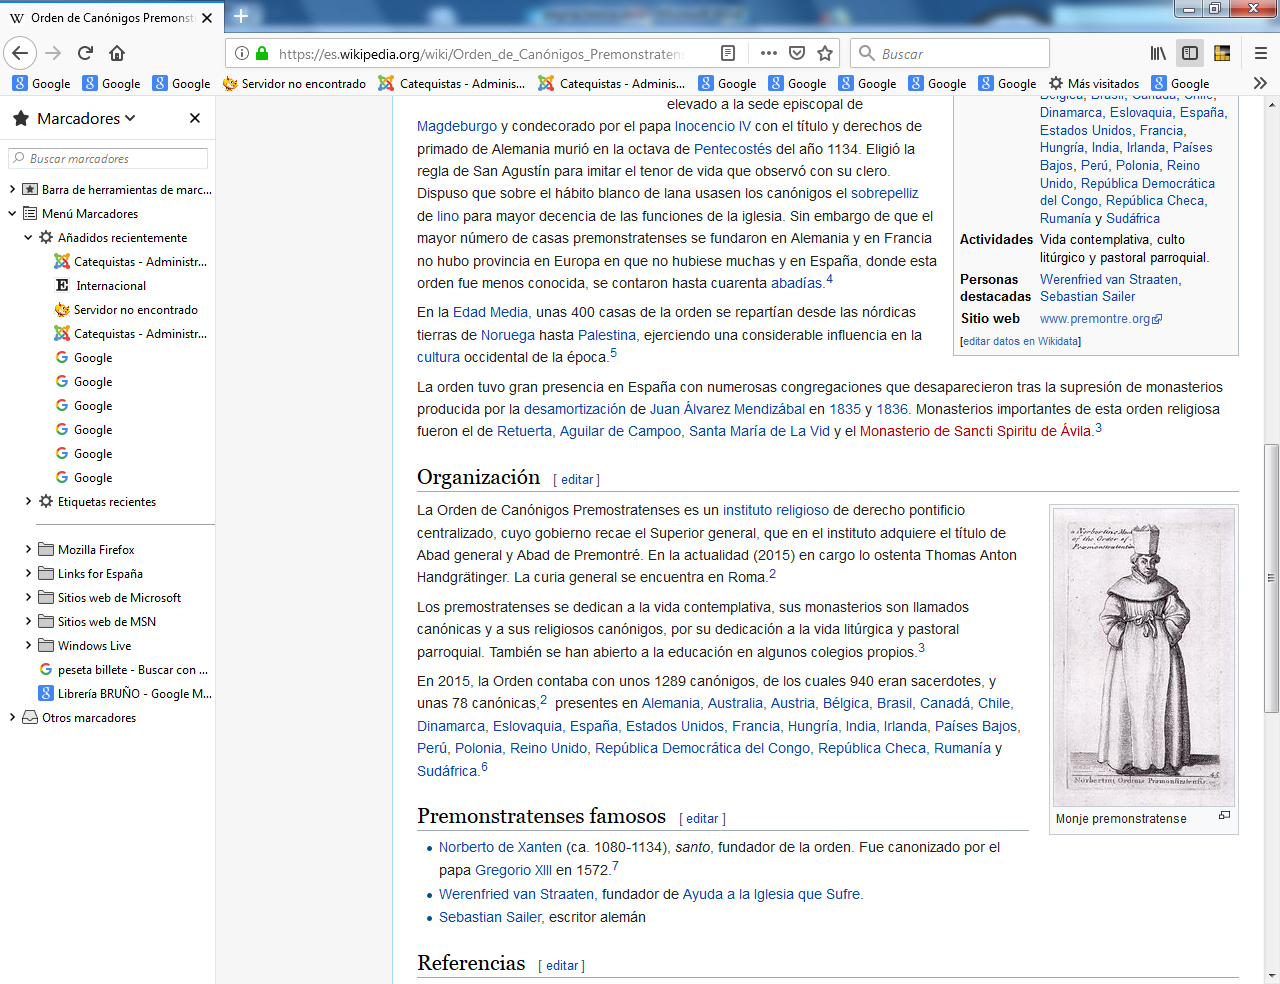 Orden de Canónigos Premonst
https://es.wikipedia.org/wiki/Orden_de_Canónigos_Premonstratens
Buscar
Google
Google
Google
Servidor no encontrado
Catequistas - Adminis...
Catequistas - Adminis...
Google
Google
Google
Google
Google
Más visitados
Google
Marcadores
Buscar marcadores
Barra de herramientas de marc...
Menú Marcadores
Añadidos recientemente
Catequistas - Administr...
Internacional
Servidor no encontrado
Catequistas - Administr...
Google
Google
Google
Google
Google
Google
Etiquetas recientes
Mozilla Firefox
Links for España
Sitios web de Microsoft
Sitios web de MSN
Windows Live
peseta billete - Buscar con ...
Librería BRUÑO - Google M...
Otros marcadores
elevado a la sede episcopal de
Magdeburgo y condecorado por el papa Inocencio IV con el título y derechos de
primado de Alemania murió en la octava de Pentecostés del año 1134. Eligió la
regla de San Agustín para imitar el tenor de vida que observó con su clero.
Dispuso que sobre el hábito blanco de lana usasen los canónigos el sobrepelliz
de lino para mayor decencia de las funciones de la iglesia. Sin embargo de que el
mayor número de casas premonstratenses se fundaron en Alemania y en Francia
no hubo provincia en Europa en que no hubiese muchas y en España, donde esta
orden fue menos conocida, se contaron hasta cuarenta abadías.4
En la Edad Media, unas 400 casas de la orden se repartían desde las nórdicas
tierras de Noruega hasta Palestina, ejerciendo una considerable influencia en la
cultura occidental de la época.5
La orden tuvo gran presencia en España con numerosas congregaciones que desaparecieron tras la supresión de monasterios
producida por la desamortización de Juan Álvarez Mendizábal en 1835 y 1836. Monasterios importantes de esta orden religiosa
fueron el de Retuerta, Aguilar de Campoo, Santa María de La Vid y el Monasterio de Sancti Spiritu de Ávila.3
Bélgica, Brasil, Canadá, Chile,
Dinamarca, Eslovaquia, España,
Estados Unidos, Francia,
Hungría, India, Irlanda, Países
Bajos, Perú, Polonia, Reino
Unido, República Democrática
del Congo, República Checa,
Rumanía y Sudáfrica
Actividades Vida contemplativa, culto
litúrgico y pastoral parroquial.
Personas Werenfried van Straaten,
destacadas Sebastian Sailer
Sitio web www.premontre.org
[editar datos en Wikidata]
Organización [ editar ]
La Orden de Canónigos Premostratenses es un instituto religioso de derecho pontificio
centralizado, cuyo gobierno recae el Superior general, que en el instituto adquiere el título de
Abad general y Abad de Premontré. En la actualidad (2015) en cargo lo ostenta Thomas Anton
Handgrätinger. La curia general se encuentra en Roma.2
Los premostratenses se dedican a la vida contemplativa, sus monasterios son llamados
canónicas y a sus religiosos canónigos, por su dedicación a la vida litúrgica y pastoral
parroquial. También se han abierto a la educación en algunos colegios propios.3
En 2015, la Orden contaba con unos 1289 canónigos, de los cuales 940 eran sacerdotes, y
unas 78 canónicas,2 presentes en Alemania, Australia, Austria, Bélgica, Brasil, Canadá, Chile,
Dinamarca, Eslovaquia, España, Estados Unidos, Francia, Hungría, India, Irlanda, Países Bajos,
Perú, Polonia, Reino Unido, República Democrática del Congo, República Checa, Rumanía y
Sudáfrica.6
a Norbertine Monk
of the Order of
Præmonstratentin
45
Norbertini Ordinis Præmonstratensis
Monje premonstratense
Premonstratenses famosos [ editar ]
Norberto de Xanten (ca. 1080-1134), santo, fundador de la orden. Fue canonizado por el
papa Gregorio XIII en 1572.7
Werenfried van Straaten, fundador de Ayuda a la Iglesia que Sufre.
Sebastian Sailer, escritor alemán
Referencias [ editar ]